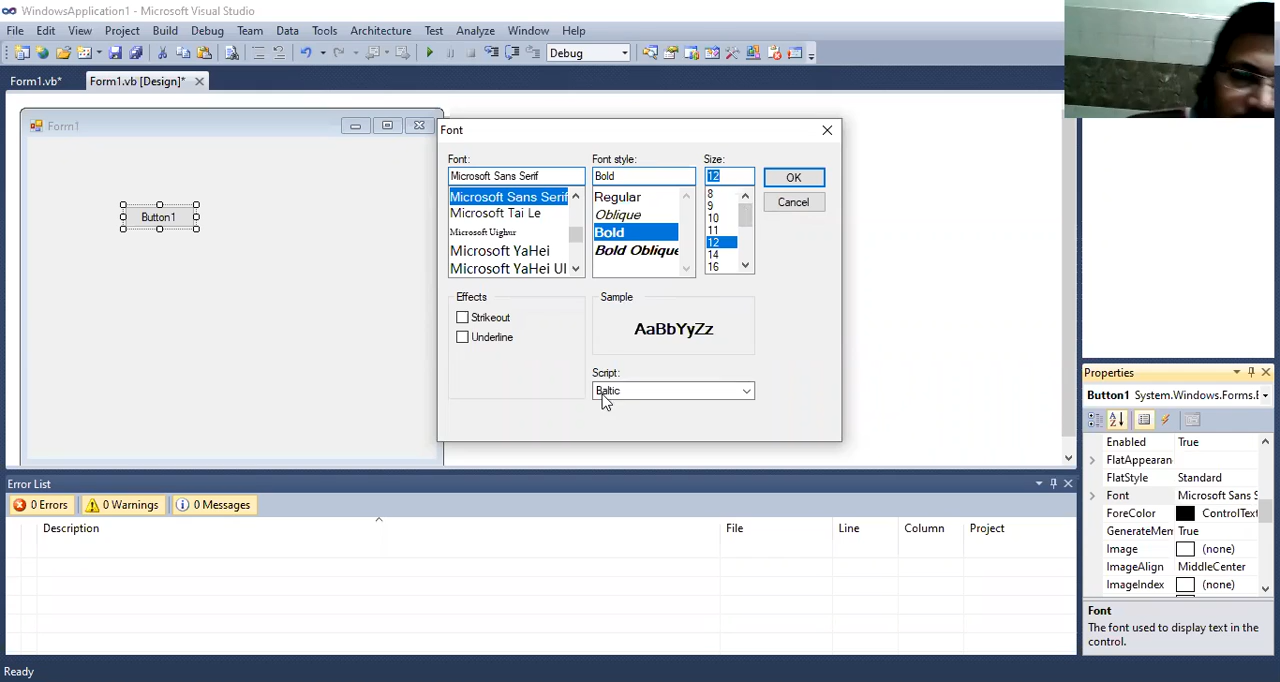 WindowsApplication1 - Microsoft Visual Studio
File Edit View Project Build Debug Team Data Tools Architecture Test Analyze Window Help
Debug
Form1.vb* Form1.vb [Design]*
Form1
Button1
Font
Font: Font style: Size:
Microsoft Sans Serif Bold 12
Microsoft Sans Serif Regular 8
Microsoft Tai Le Oblique 9
Microsoft Uighur Bold 10
Microsoft YaHei Bold Oblique 11
Microsoft YaHei UI 12
14
16
OK
Cancel
Effects
Strikeout
Underline
Sample
AaBbYyZz
Script:
Baltic
Properties
Button1 System.Windows.Forms.B
Enabled True
FlatAppearan
FlatStyle Standard
Font Microsoft Sans S
ForeColor ControlText
GenerateMem True
Image (none)
ImageAlign MiddleCenter
ImageIndex (none)
Font
The font used to display text in the
control.
Error List
0 Errors 0 Warnings 0 Messages
Description File Line Column Project
Ready